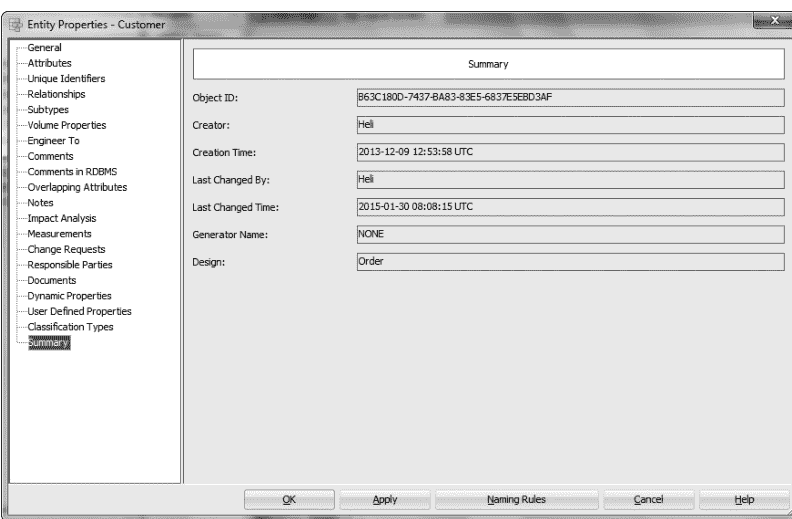 Entity Properties - Customer
General
Attributes
Unique Identifiers
Relationships
Subtypes
Volume Properties
Engineer To
Comments
Comments in RDBMS
Overlapping Attributes
Notes
Impact Analysis
Measurements
Change Requests
Responsible Parties
Documents
Dynamic Properties
User Defined Properties
Classification Types
Summary
Summary
Object ID: B63C180D-7437-BA83-83E5-6837E5EBD3AF
Creator: Heli
Creation Time: 2013-12-09 12:53:58 UTC
Last Changed By: Heli
Last Changed Time: 2015-01-30 08:08:15 UTC
Generator Name: NONE
Design: Order
OK Apply Naming Rules Cancel Help